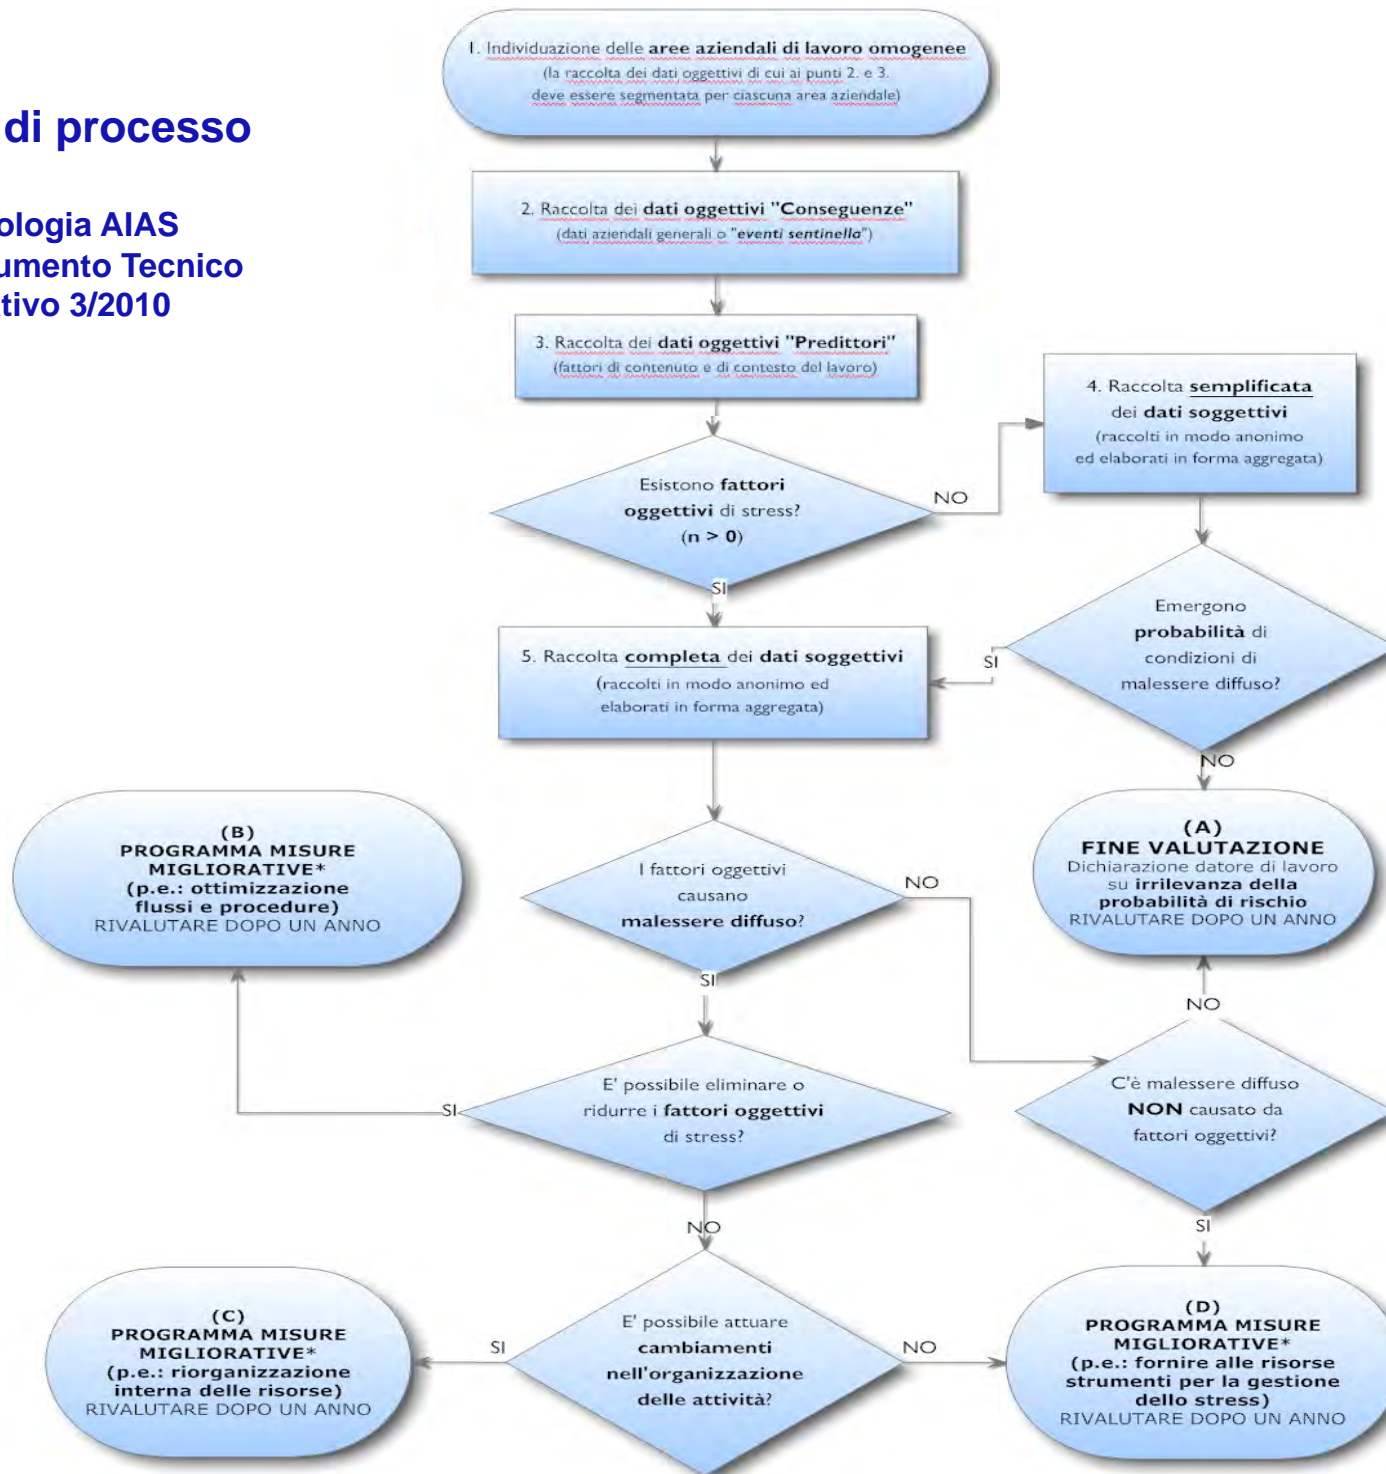 di processo
ologia AIAS
umento Tecnico
ativo 3/2010
1. Individuazione delle aree aziendali di lavoro omogenee
(la raccolta dei dati oggettivi di cui ai punti 2. e 3.
deve essere segmentata per ciascuna area aziendale)
2. Raccolta dei dati oggettivi "Conseguenze"
(dati aziendali generali o "eventi sentinella")
3. Raccolta dei dati oggettivi "Predittori"
(fattori di contenuto e di contesto del lavoro)
4. Raccolta semplificata
dei dati soggettivi
(raccolti in modo anonimo
ed elaborati in forma aggregata)
Esistono fattori
oggettivi di stress?
(n > 0)
NO
SI
Emergono
probabilità di
condizioni di
malessere diffuso?
SI
NO
5. Raccolta completa dei dati soggettivi
(raccolti in modo anonimo ed
elaborati in forma aggregata)
(A)
FINE VALUTAZIONE
Dichiarazione datore di lavoro
su irrilevanza della
probabilità di rischio
RIVALUTARE DOPO UN ANNO
(B)
PROGRAMMA MISURE
MIGLIORATIVE*
(p.e.: ottimizzazione
flussi e procedure)
RIVALUTARE DOPO UN ANNO
I fattori oggettivi
causano
malessere diffuso?
NO
SI
NO
C'è malessere diffuso
NON causato da
fattori oggettivi?
SI
E' possibile eliminare o
ridurre i fattori oggettivi
di stress?
SI
NO
E' possibile attuare
cambiamenti
nell'organizzazione
delle attività?
SI
NO
(C)
PROGRAMMA MISURE
MIGLIORATIVE*
(p.e.: riorganizzazione
interna delle risorse)
RIVALUTARE DOPO UN ANNO
(D)
PROGRAMMA MISURE
MIGLIORATIVE*
(p.e.: fornire alle risorse
strumenti per la gestione
dello stress)
RIVALUTARE DOPO UN ANNO